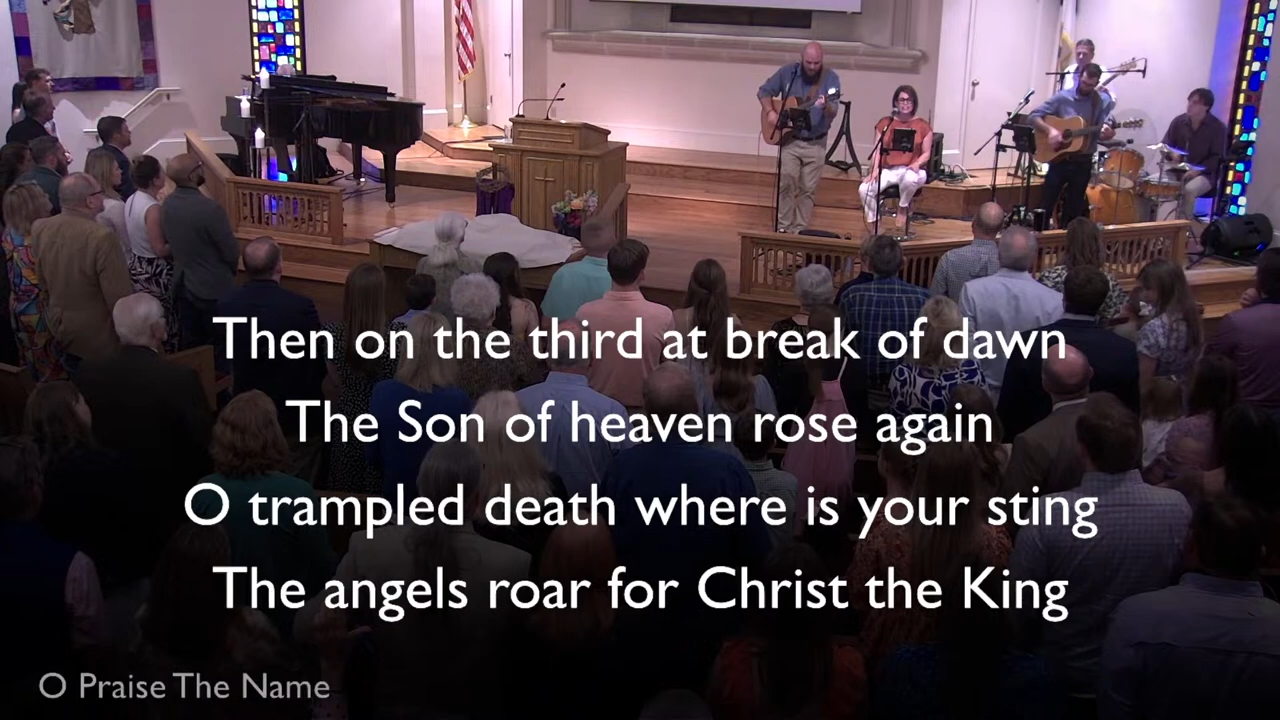 Then on the third at break of dawn
The Son of heaven rose again
O trampled death where is your sting
The angels roar for Christ the King
O Praise The Name